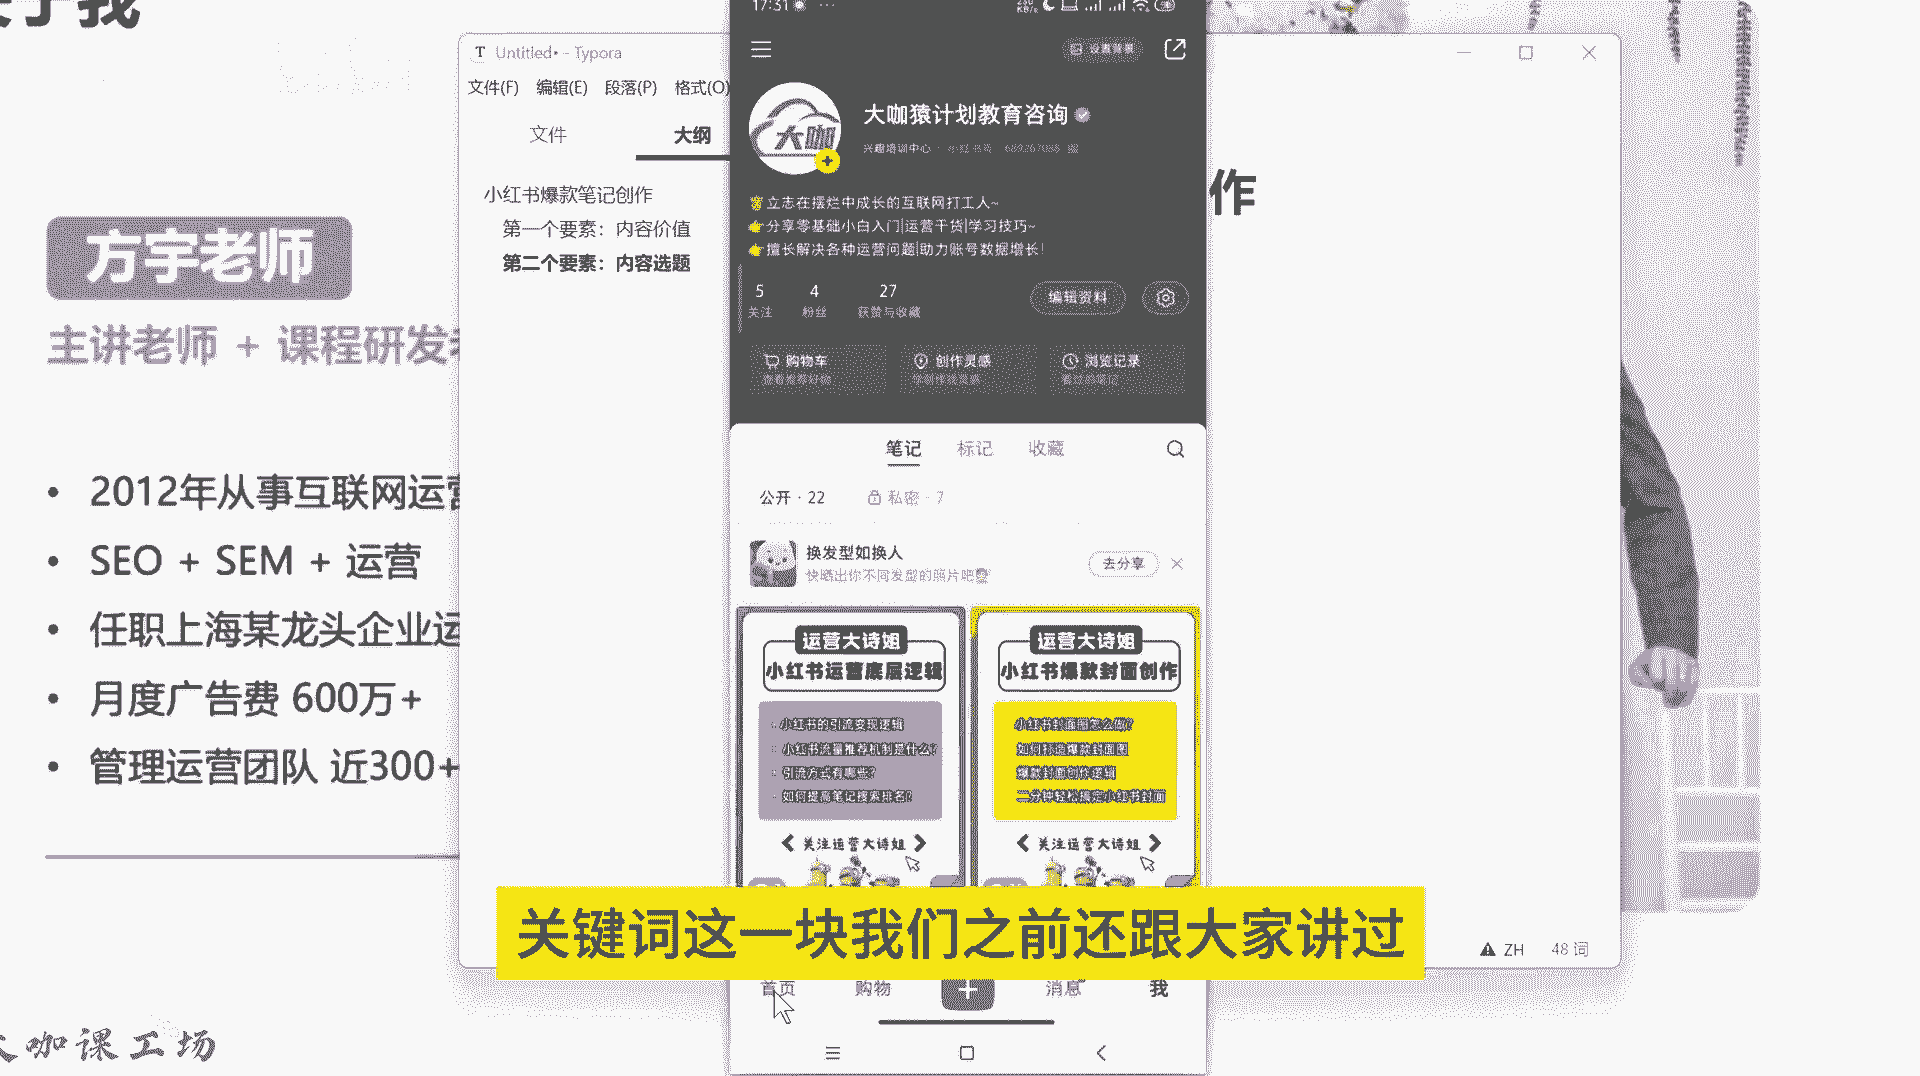 关于我
方宇老师
主讲老师 + 课程研发
2012年从事互联网运营
SEO + SEM + 运营
任职上海某龙头企业运
月度广告费 600万+
管理运营团队 近300+
大咖课工场
Untitled• - Typora
文件(F) 编辑(E) 段落(P) 格式(O)
文件 大纲
小红书爆款笔记创作
第一个要素：内容价值
第二个要素：内容选题
作
ZH 48 词
17:31
设置背景
大咖
大咖猿计划教育咨询
兴趣培训中心 · 小红书号
立志在摆烂中成长的互联网打工人~
分享零基础小白入门|运营干货|学习技巧~
擅长解决各种运营问题|助力账号数据增长！
5 4 27
关注 粉丝 获赞与收藏
编辑资料
购物车 创作灵感 浏览记录
查看推荐好物 学创作找灵感 看过的笔记
笔记 标记 收藏
公开 · 22 私密 · 7
换发型如换人
快晒出你不同发型的照片吧
去分享
运营大诗姐
小红书运营底层逻辑
小红书的引流变现逻辑
小红书流量推荐机制是什么？
引流方式有哪些？
如何提高笔记搜索排名？
关注运营大诗姐
运营大诗姐
小红书爆款封面创作
小红书封面图怎么做？
如何打造爆款封面图
爆款封面创作逻辑
二分钟轻松搞定小红书封面
关注运营大诗姐
关键词这一块我们之前还跟大家讲过
首页 购物 消息 我